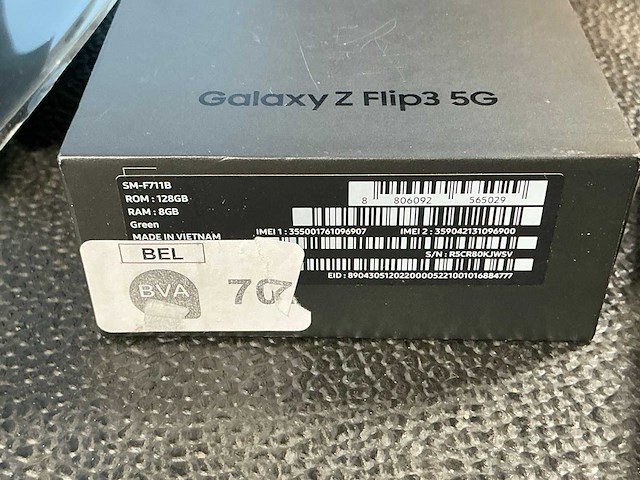 Galaxy Z Flip3 5G
SM-F711B
ROM : 128GB
RAM : 8GB
Green
MADE IN VIETNAM
8 806092 565029
IMEI 1 : 355001761096907 IMEI 2 : 359042131096900
S/N : R5CR80KJWSV
EID : 89043051202200005221001016884777
BEL
BVA
707